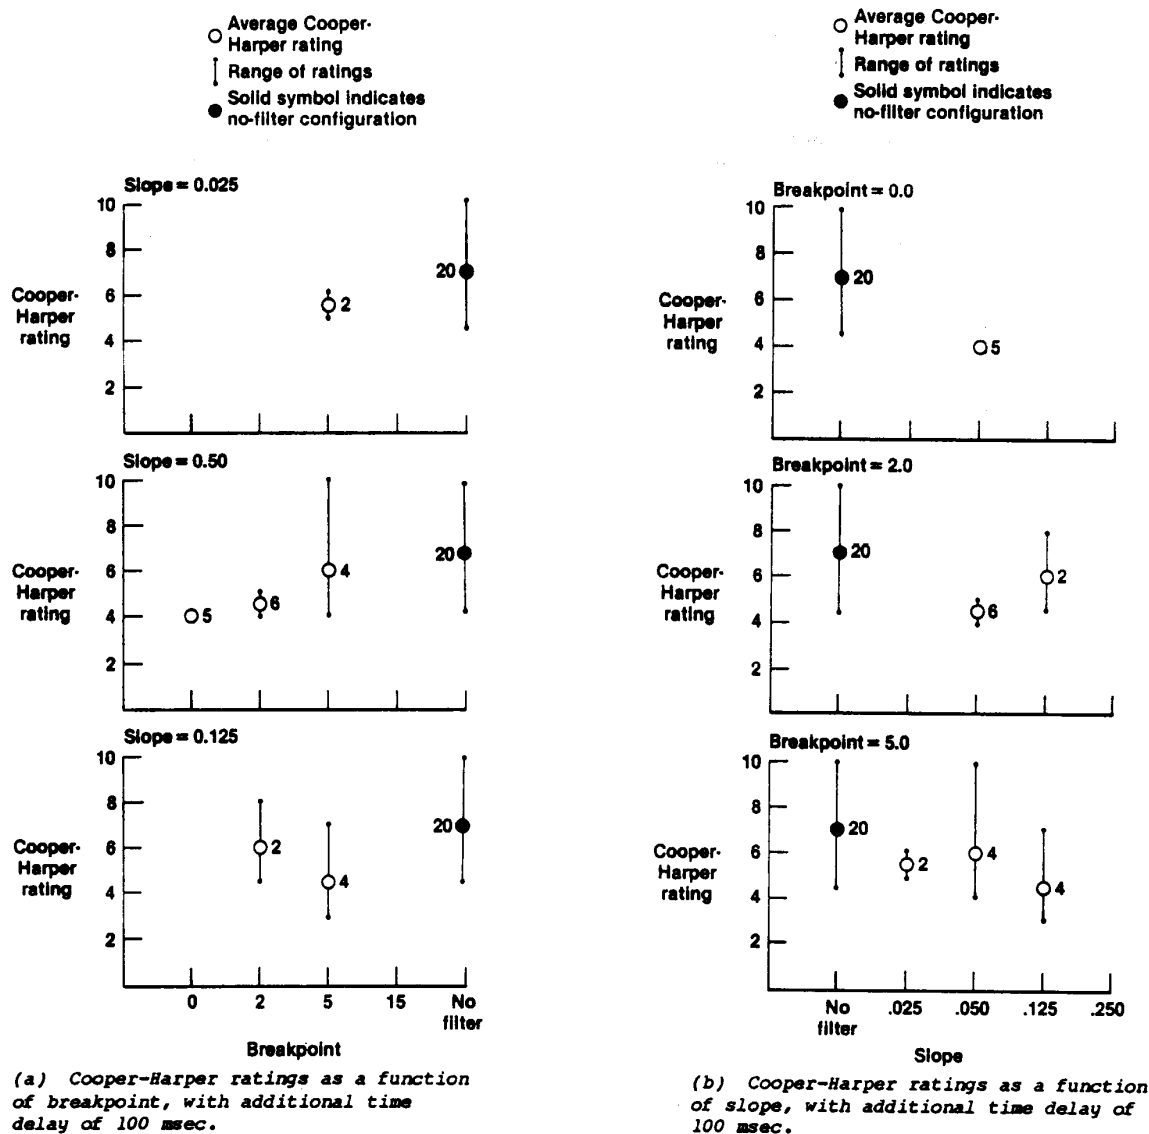 Average Cooper-
Harper rating
Range of ratings
Solid symbol indicates
no-filter configuration
Slope = 0.025
10
8
6
4
2
Cooper-
Harper
rating
20
2
Slope = 0.50
10
8
6
4
2
Cooper-
Harper
rating
5
6
4
20
Slope = 0.125
10
8
6
4
2
Cooper-
Harper
rating
2
4
20
0 2 5 15 No
filter
Breakpoint
(a) Cooper-Harper ratings as a function
of breakpoint, with additional time
delay of 100 msec.
Average Cooper-
Harper rating
Range of ratings
Solid symbol indicates
no-filter configuration
Breakpoint = 0.0
10
8
6
4
2
Cooper-
Harper
rating
20
5
Breakpoint = 2.0
10
8
6
4
2
Cooper-
Harper
rating
20
6
2
Breakpoint = 5.0
10
8
6
4
2
Cooper-
Harper
rating
20
2
4
4
No .025 .050 .125 .250
filter
Slope
(b) Cooper-Harper ratings as a function
of slope, with additional time delay of
100 msec.